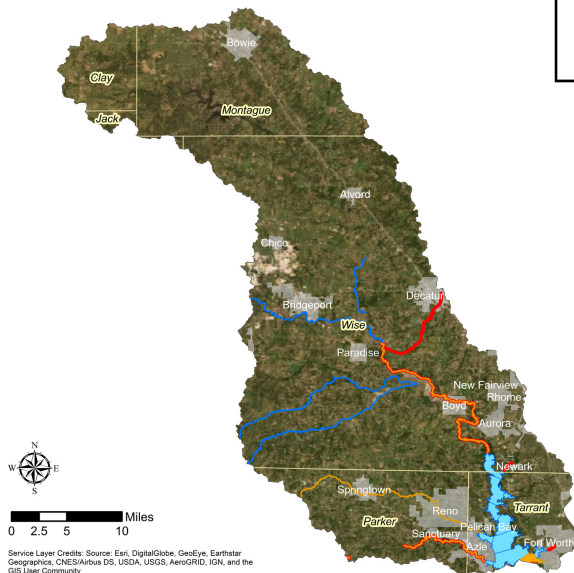 Bowie
Clay
Jack
Montague
Alvord
Chico
Bridgeport
Decatur
Wise
Paradise
New Fairview
Rhome
Boyd
Aurora
Newark
Springtown
Reno
Tarrant
Parker
Pelican Bay
Sanctuary
Azle
Fort Worth
N
W
E
S
Miles
0 2.5 5 10
Service Layer Credits: Source: Esri, DigitalGlobe, GeoEye, Earthstar
Geographics, CNES/Airbus DS, USDA, USGS, AeroGRID, IGN, and the
GIS User Community